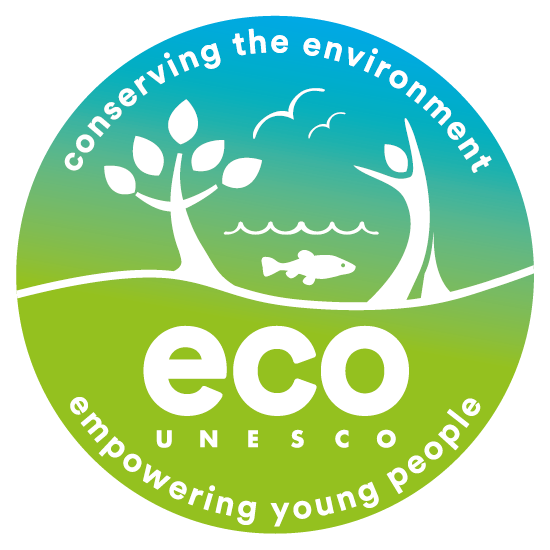 conserving the environment
eco
UNESCO
empowering young people